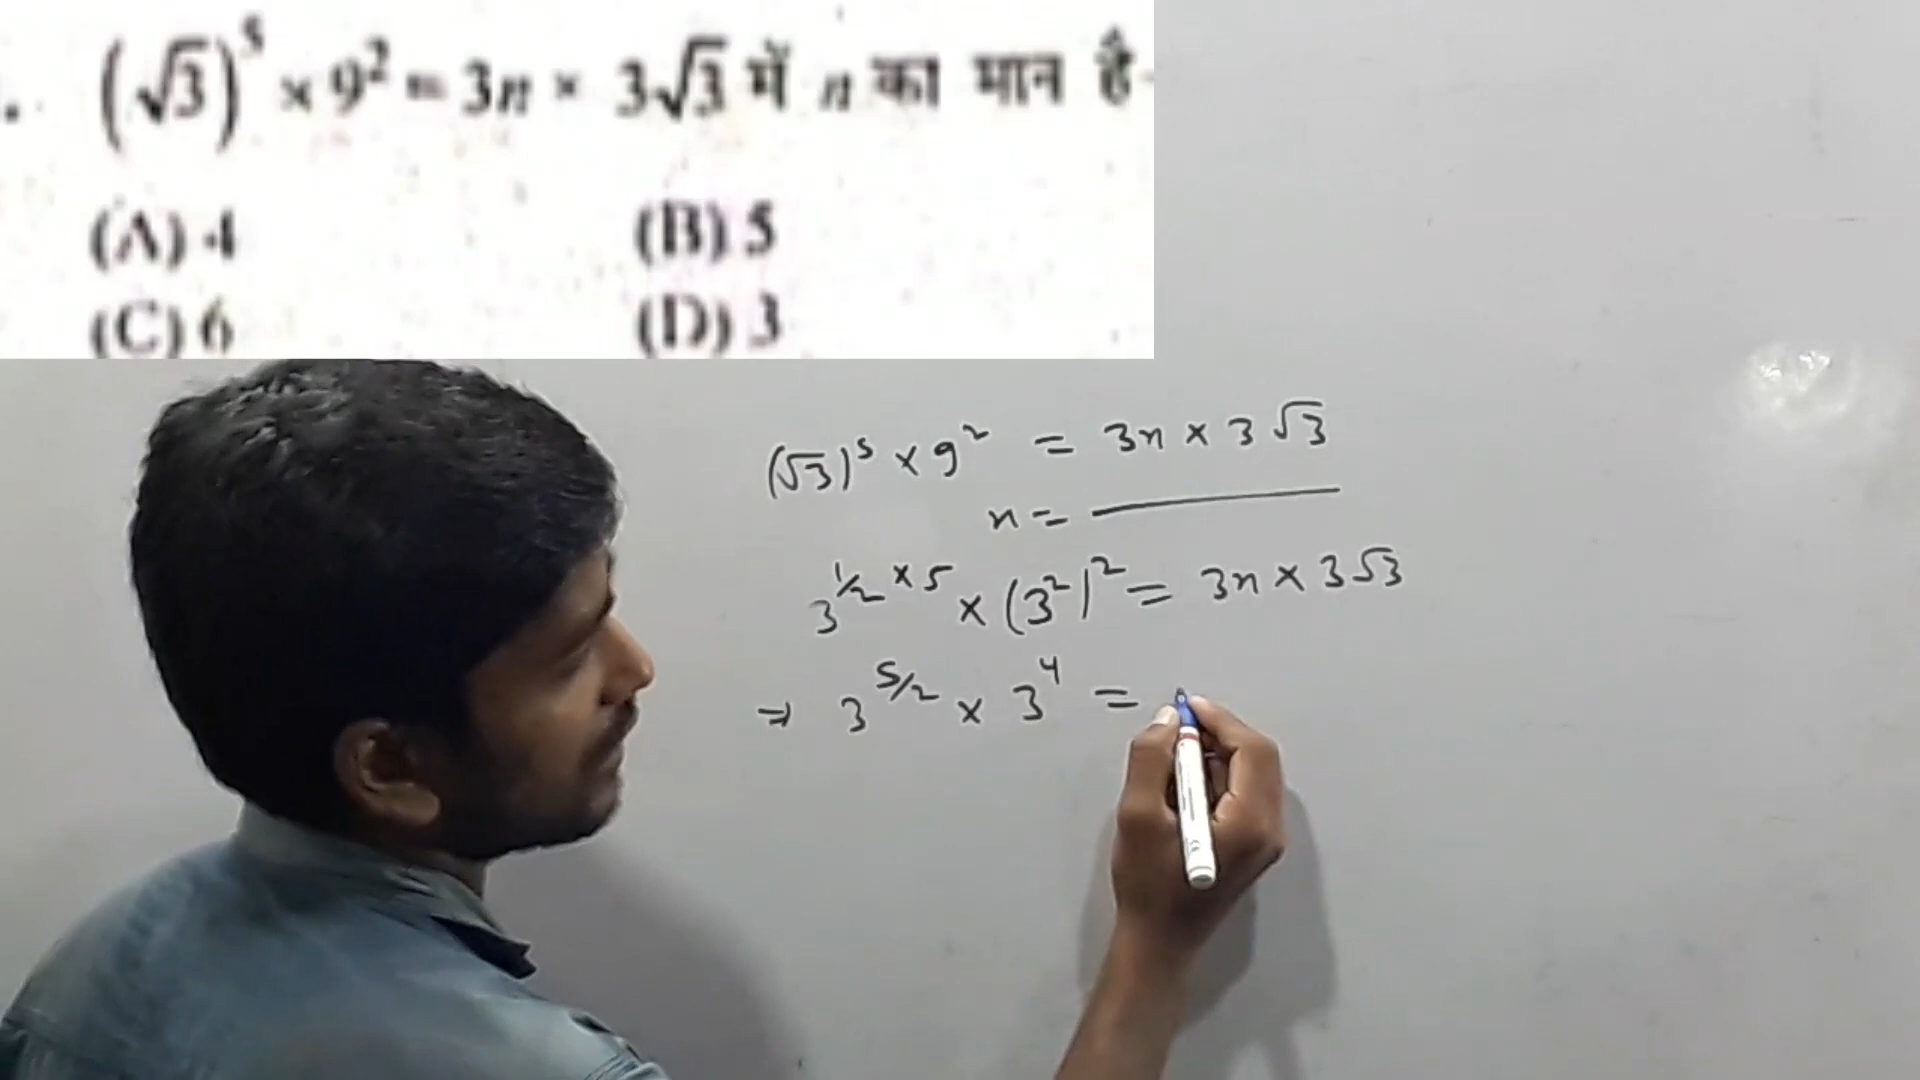 . (√3)⁵ × 9² = 3n × 3√3 में n का मान है-
(A) 4 (B) 5
(C) 6 (D) 3
(√3)⁵ × 9² = 3n × 3√3
n = ———
3^(1/2 × 5) × (3²)² = 3n × 3√3
⇒ 3^(5/2) × 3⁴ =